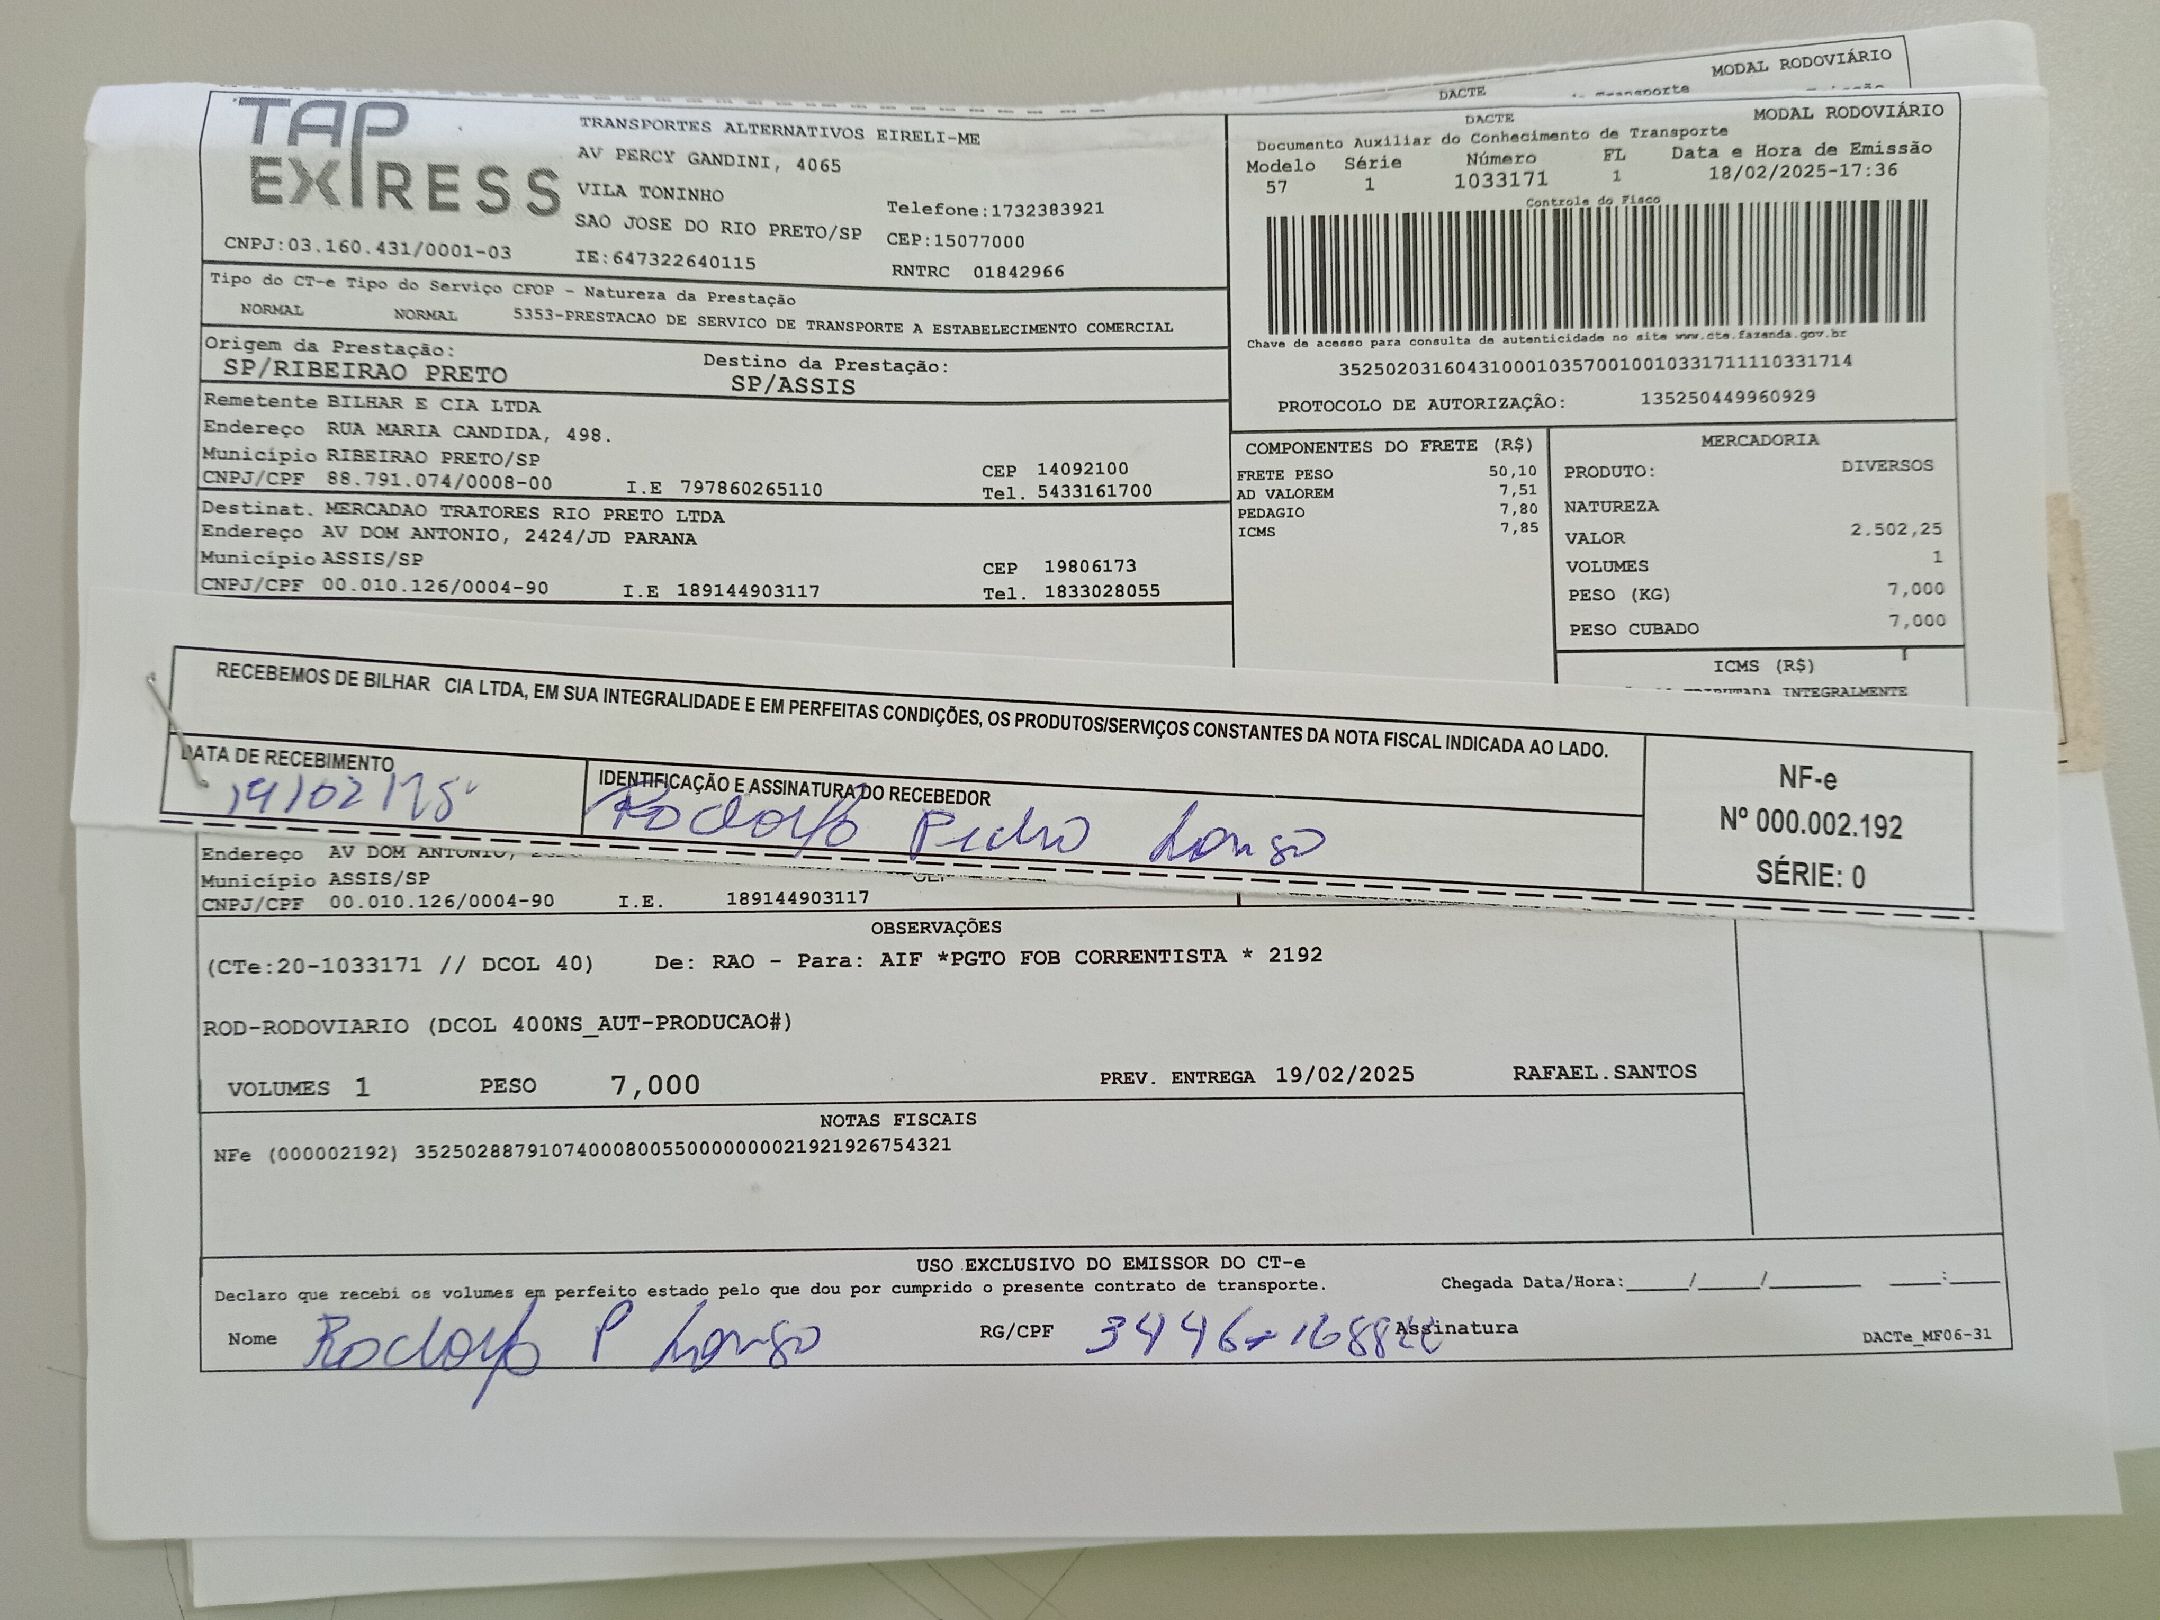 MODAL RODOVIÁRIO
DACTE
Transporte
TAP EXPRESS
TRANSPORTES ALTERNATIVOS EIRELI-ME
AV PERCY GANDINI, 4065
VILA TONINHO
Telefone:1732383921
SAO JOSE DO RIO PRETO/SP CEP:15077000
CNPJ:03.160.431/0001-03 IE:647322640115 RNTRC 01842966
DACTE MODAL RODOVIÁRIO
Documento Auxiliar do Conhecimento de Transporte
Modelo Série Número FL Data e Hora de Emissão
57 1 1033171 1 18/02/2025-17:36
Controle do Fisco
Chave de acesso para consulta de autenticidade no site www.cte.fazenda.gov.br
35250203160431000103570010010331711110331714
PROTOCOLO DE AUTORIZAÇÃO: 135250449960929
Tipo do CT-e Tipo do Serviço CFOP - Natureza da Prestação
NORMAL NORMAL 5353-PRESTACAO DE SERVICO DE TRANSPORTE A ESTABELECIMENTO COMERCIAL
Origem da Prestação: Destino da Prestação:
SP/RIBEIRAO PRETO SP/ASSIS
Remetente BILHAR E CIA LTDA
Endereço RUA MARIA CANDIDA, 498.
Município RIBEIRAO PRETO/SP CEP 14092100
CNPJ/CPF 88.791.074/0008-00 I.E 797860265110 Tel. 5433161700
Destinat. MERCADAO TRATORES RIO PRETO LTDA
Endereço AV DOM ANTONIO, 2424/JD PARANA
Município ASSIS/SP CEP 19806173
CNPJ/CPF 00.010.126/0004-90 I.E 189144903117 Tel. 1833028055
COMPONENTES DO FRETE (R$)
FRETE PESO 50,10
AD VALOREM 7,51
PEDAGIO 7,80
ICMS 7,85
MERCADORIA
PRODUTO: DIVERSOS
NATUREZA
VALOR 2.502,25
VOLUMES 1
PESO (KG) 7,000
PESO CUBADO 7,000
ICMS (R$)
INTEGRALMENTE
RECEBEMOS DE BILHAR CIA LTDA, EM SUA INTEGRALIDADE E EM PERFEITAS CONDIÇÕES, OS PRODUTOS/SERVIÇOS CONSTANTES DA NOTA FISCAL INDICADA AO LADO.
DATA DE RECEBIMENTO
19/02/25
IDENTIFICAÇÃO E ASSINATURA DO RECEBEDOR
Rodolfo Pedro Longo
NF-e
Nº 000.002.192
SÉRIE: 0
Endereço AV DOM ANTONIO,
Município ASSIS/SP
CNPJ/CPF 00.010.126/0004-90 I.E. 189144903117
OBSERVAÇÕES
(CTe:20-1033171 // DCOL 40) De: RAO - Para: AIF *PGTO FOB CORRENTISTA * 2192
ROD-RODOVIARIO (DCOL 400NS_AUT-PRODUCAO#)
VOLUMES 1 PESO 7,000 PREV. ENTREGA 19/02/2025 RAFAEL.SANTOS
NOTAS FISCAIS
NFe (000002192) 35250288791074000800550000000021921926754321
USO EXCLUSIVO DO EMISSOR DO CT-e
Declaro que recebi os volumes em perfeito estado pelo que dou por cumprido o presente contrato de transporte. Chegada Data/Hora:____/____/________ ____:____
Nome Rodolfo P Longo RG/CPF Assinatura
DACTe_MF06-31